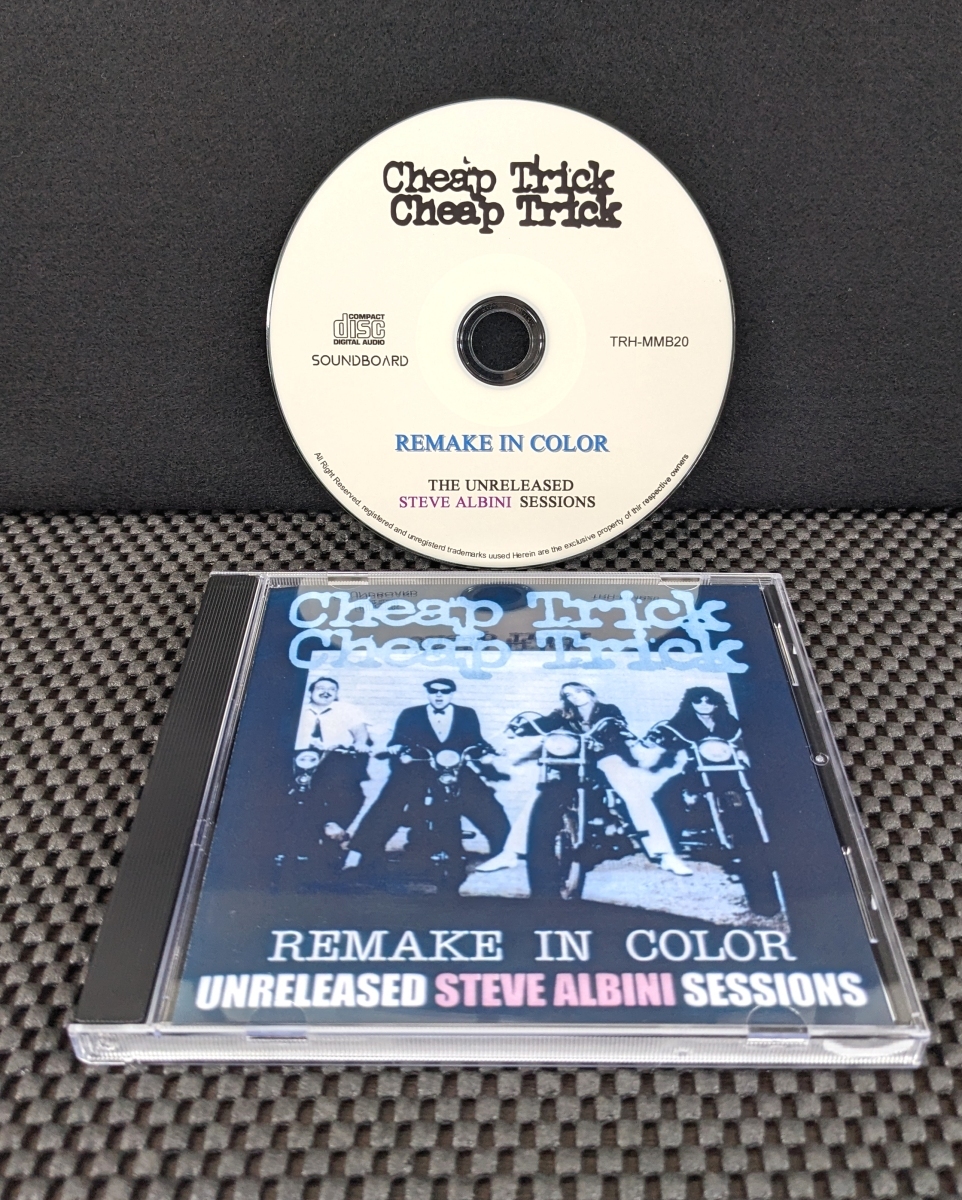 Cheap Trick
Cheap Trick
COMPACT
disc
DIGITAL AUDIO
SOUNDBOARD
TRH-MMB20
REMAKE IN COLOR
THE UNRELEASED
STEVE ALBINI SESSIONS
All Right Reserved. registered and unregisterd trademarks uused Herein are the exclusive property of thir respective owners
Cheap Trick
Cheap Trick
REMAKE IN COLOR
UNRELEASED STEVE ALBINI SESSIONS